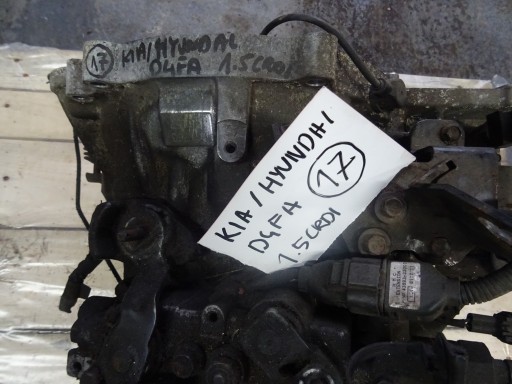 17 KIA/HYUNDAI
D4FA 1.5CRDI
KIA/HYUNDAI
D4FA 17
1.5CRDI